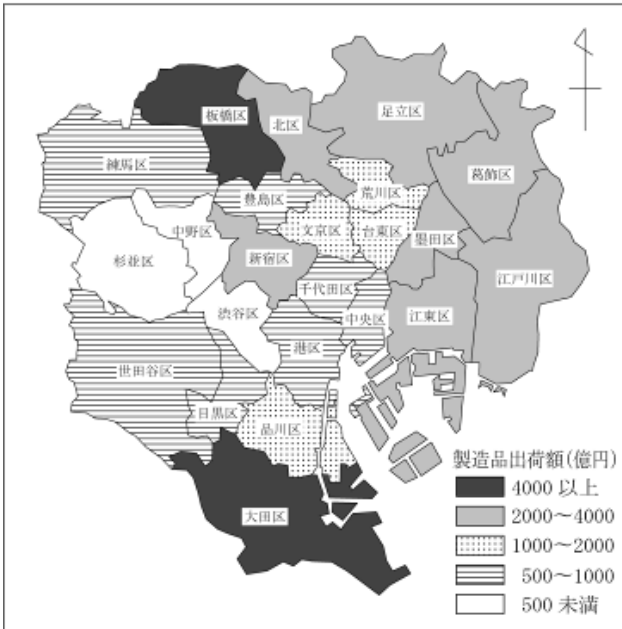 板橋区
北区
足立区
練馬区
葛飾区
荒川区
豊島区
文京区
台東区
中野区
墨田区
杉並区
新宿区
江戸川区
千代田区
渋谷区
中央区
江東区
港区
世田谷区
目黒区
品川区
大田区
製造品出荷額(億円)
4000 以上
2000～4000
1000～2000
500～1000
500 未満